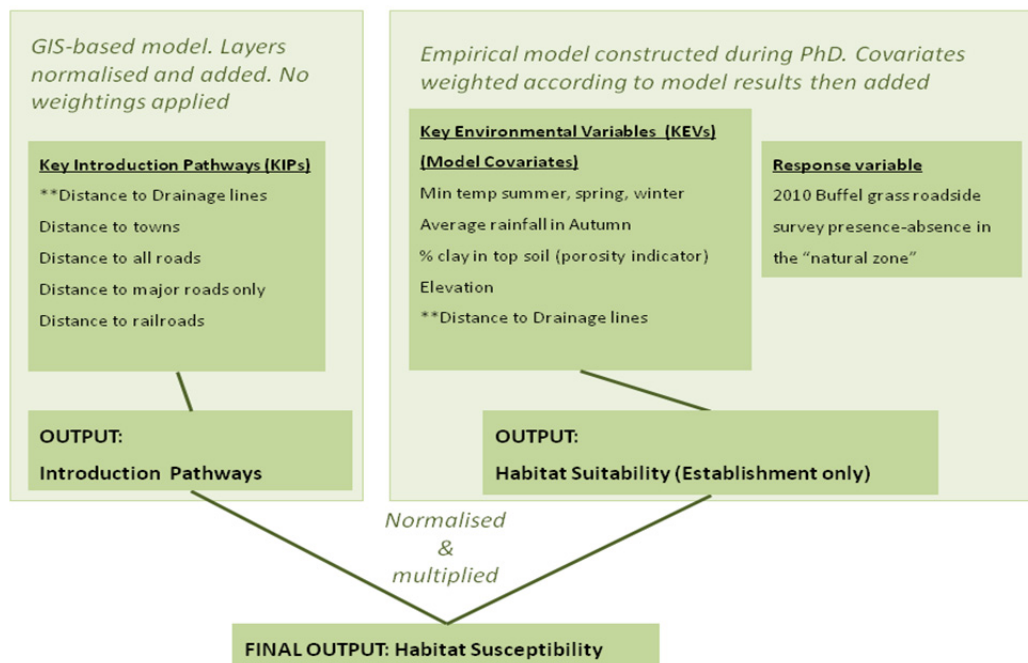 GIS-based model. Layers
normalised and added. No
weightings applied
Key Introduction Pathways (KIPs)
**Distance to Drainage lines
Distance to towns
Distance to all roads
Distance to major roads only
Distance to railroads
OUTPUT:
Introduction Pathways
Empirical model constructed during PhD. Covariates
weighted according to model results then added
Key Environmental Variables (KEVs)
(Model Covariates)
Min temp summer, spring, winter
Average rainfall in Autumn
% clay in top soil (porosity indicator)
Elevation
**Distance to Drainage lines
Response variable
2010 Buffel grass roadside
survey presence-absence in
the “natural zone”
OUTPUT:
Habitat Suitability (Establishment only)
Normalised
&
multiplied
FINAL OUTPUT: Habitat Susceptibility